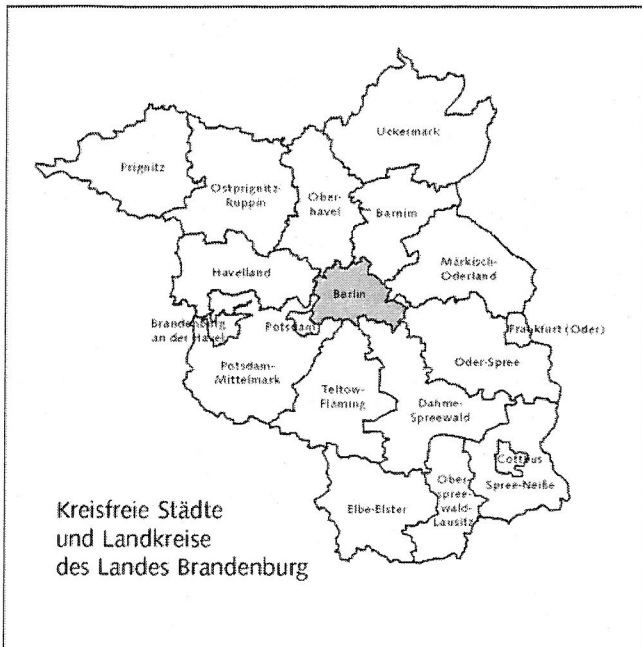 Uckermark
Prignitz
Ostprignitz-
Ruppin
Ober-
havel
Barnim
Havelland
Märkisch-
Oderland
Berlin
Brandenburg
an der Havel
Potsdam
Frankfurt (Oder)
Potsdam-
Mittelmark
Oder-Spree
Teltow-
Fläming
Dahme-
Spreewald
Cottbus
Spree-Neiße
Elbe-Elster
Ober-
spree-
wald-
Lausitz
Kreisfreie Städte
und Landkreise
des Landes Brandenburg